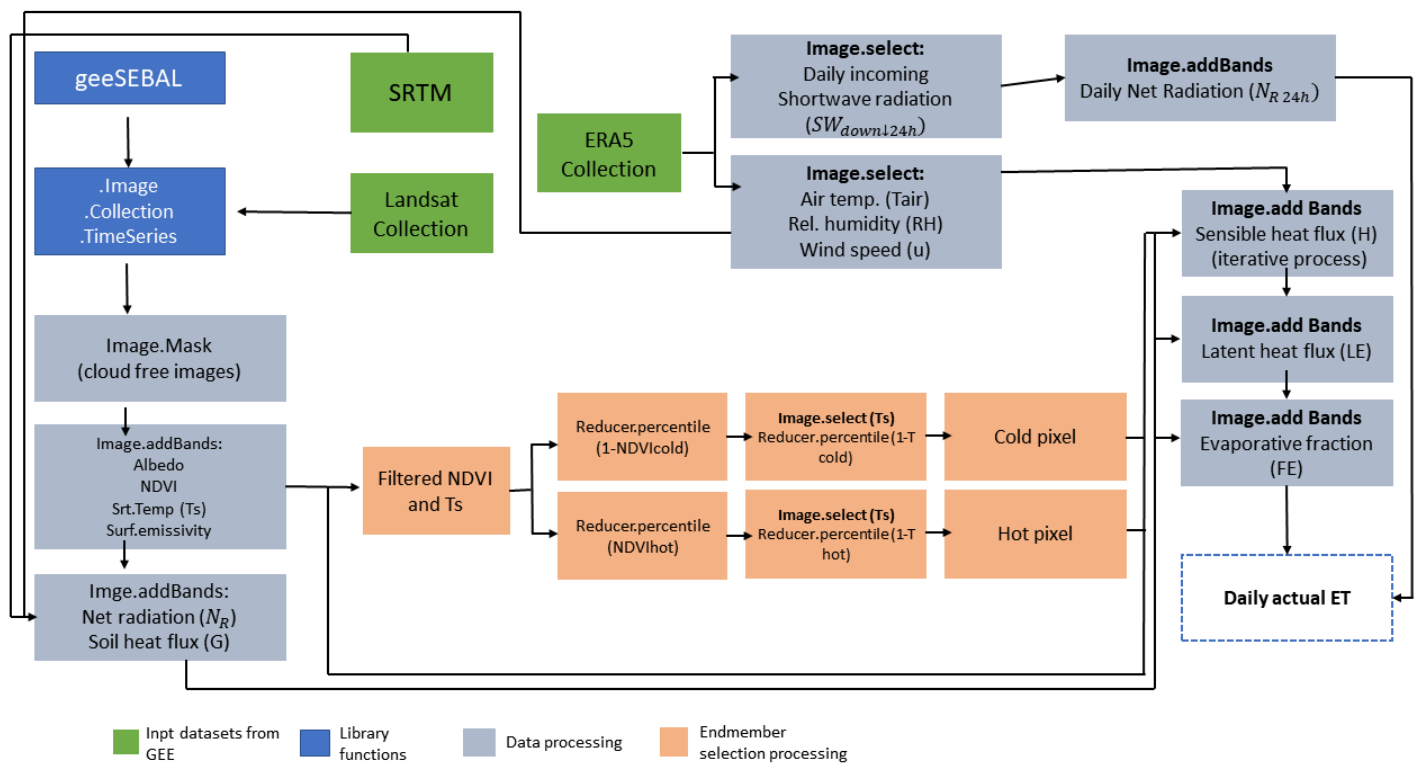 geeSEBAL
SRTM
.Image
.Collection
.TimeSeries
Landsat
Collection
ERA5
Collection
Image.select:
Daily incoming
Shortwave radiation
(SWdown↓24h)
Image.addBands
Daily Net Radiation (NR 24h)
Image.select:
Air temp. (Tair)
Rel. humidity (RH)
Wind speed (u)
Image.add Bands
Sensible heat flux (H)
(iterative process)
Image.add Bands
Latent heat flux (LE)
Image.add Bands
Evaporative fraction
(FE)
Daily actual ET
Image.Mask
(cloud free images)
Image.addBands:
Albedo
NDVI
Srt.Temp (Ts)
Surf.emissivity
Imge.addBands:
Net radiation (NR)
Soil heat flux (G)
Filtered NDVI
and Ts
Reducer.percentile
(1-NDVIcold)
Image.select (Ts)
Reducer.percentile (1-T
cold)
Cold pixel
Reducer.percentile
(NDVIhot)
Image.select (Ts)
Reducer.percentile (1-T
hot)
Hot pixel
Inpt datasets from
GEE
Library
functions
Data processing
Endmember
selection processing